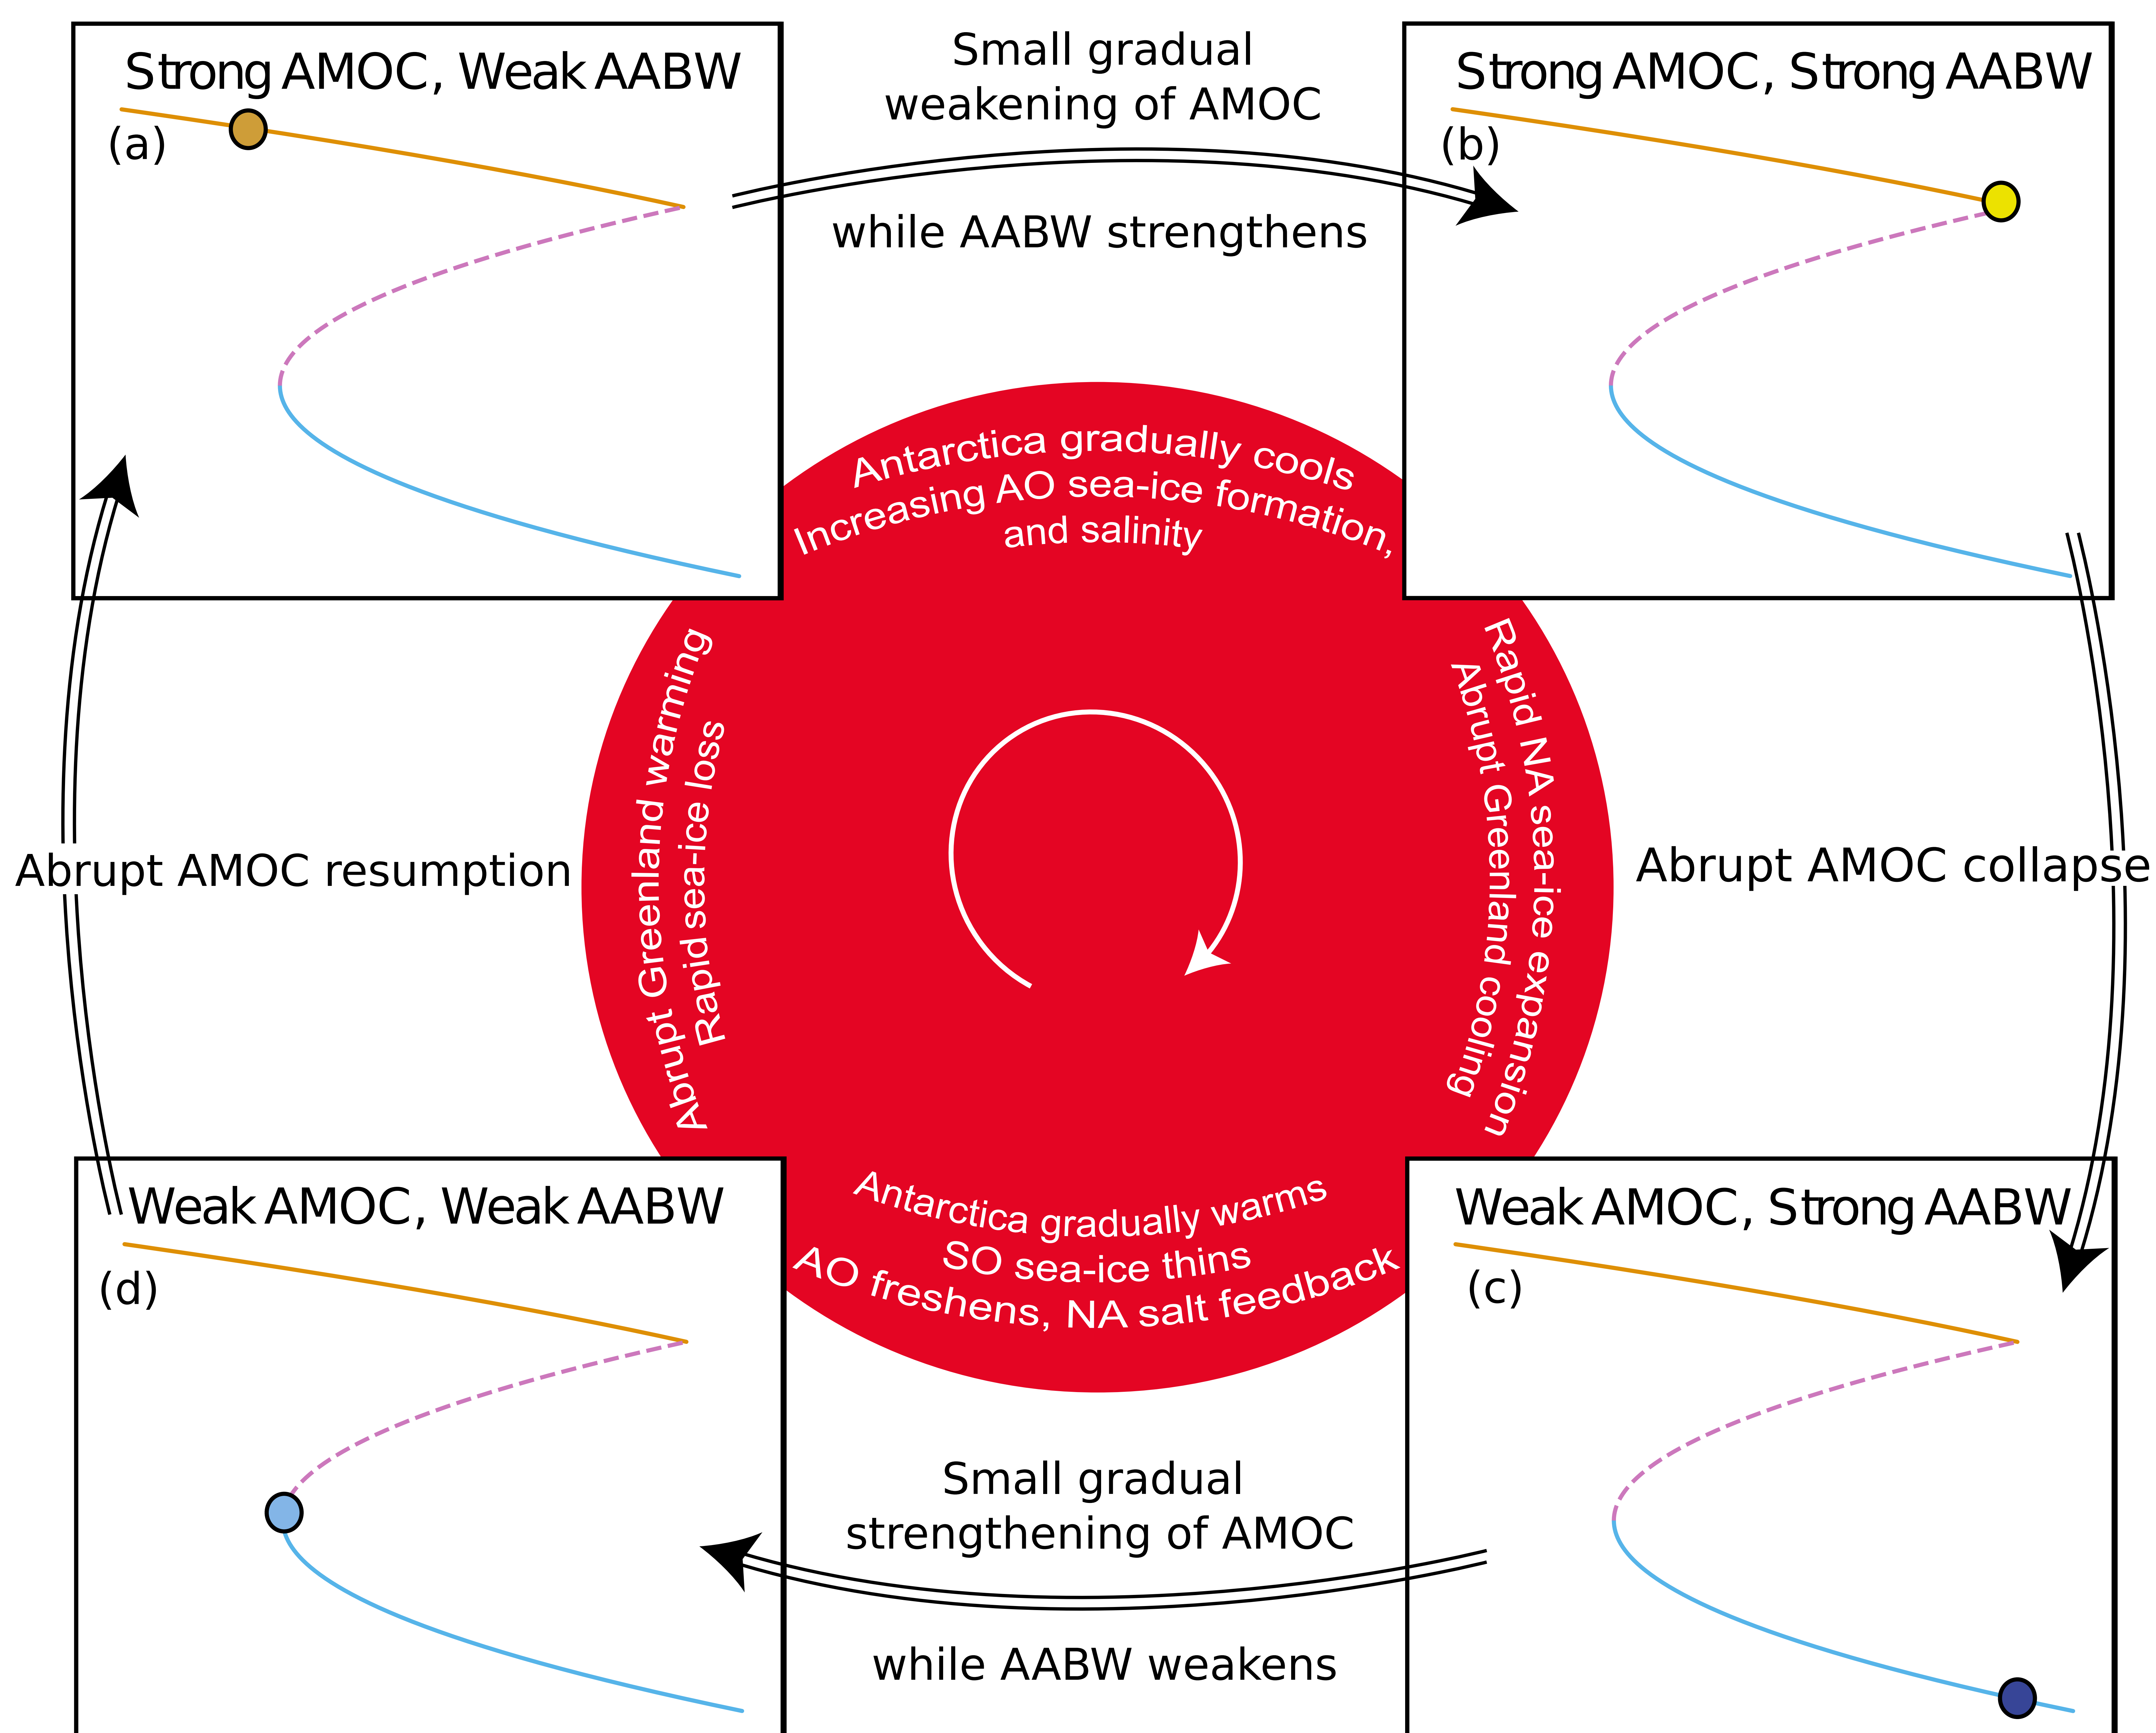 Strong AMOC, Weak AABW
(a)
Small gradual
weakening of AMOC
while AABW strengthens
Strong AMOC, Strong AABW
(b)
Antarctica gradually cools
Increasing AO sea-ice formation,
and salinity
Abrupt Greenland warming
Rapid sea-ice loss
Rapid NA sea-ice expansion
Abrupt Greenland cooling
Abrupt AMOC resumption
Abrupt AMOC collapse
Antarctica gradually warms
SO sea-ice thins
AO freshens, NA salt feedback
Weak AMOC, Weak AABW
(d)
Weak AMOC, Strong AABW
(c)
Small gradual
strengthening of AMOC
while AABW weakens